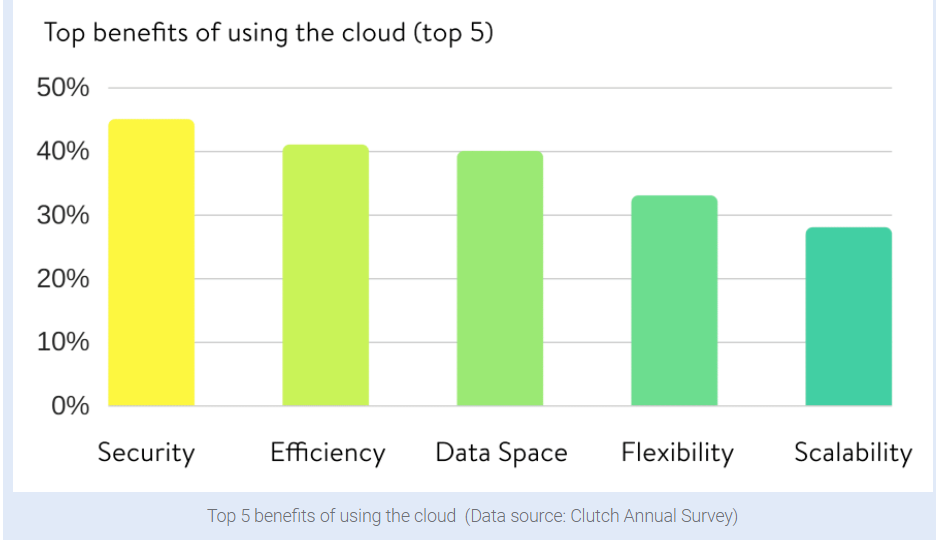 Top benefits of using the cloud (top 5)
50%
40%
30%
20%
10%
0%
Security Efficiency Data Space Flexibility Scalability
Top 5 benefits of using the cloud (Data source: Clutch Annual Survey)